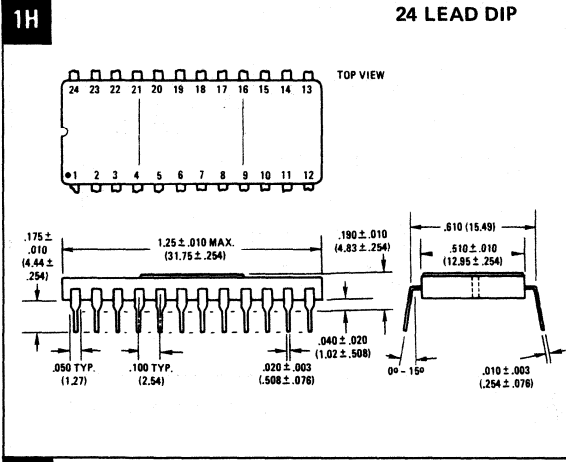 1H
24 LEAD DIP
TOP VIEW
24 23 22 21 20 19 18 17 16 15 14 13
1 2 3 4 5 6 7 8 9 10 11 12
.175 ±
.010
(4.44 ±
.254)
1.25 ± .010 MAX.
(31.75 ± .254)
.190 ± .010
(4.83 ± .254)
.610 (15.49)
.510 ± .010
(12.95 ± .254)
.050 TYP.
(1.27)
.100 TYP.
(2.54)
.020 ± .003
(.508 ± .076)
.040 ± .020
(1.02 ± .508)
0º - 15º
.010 ± .003
(.254 ± .076)